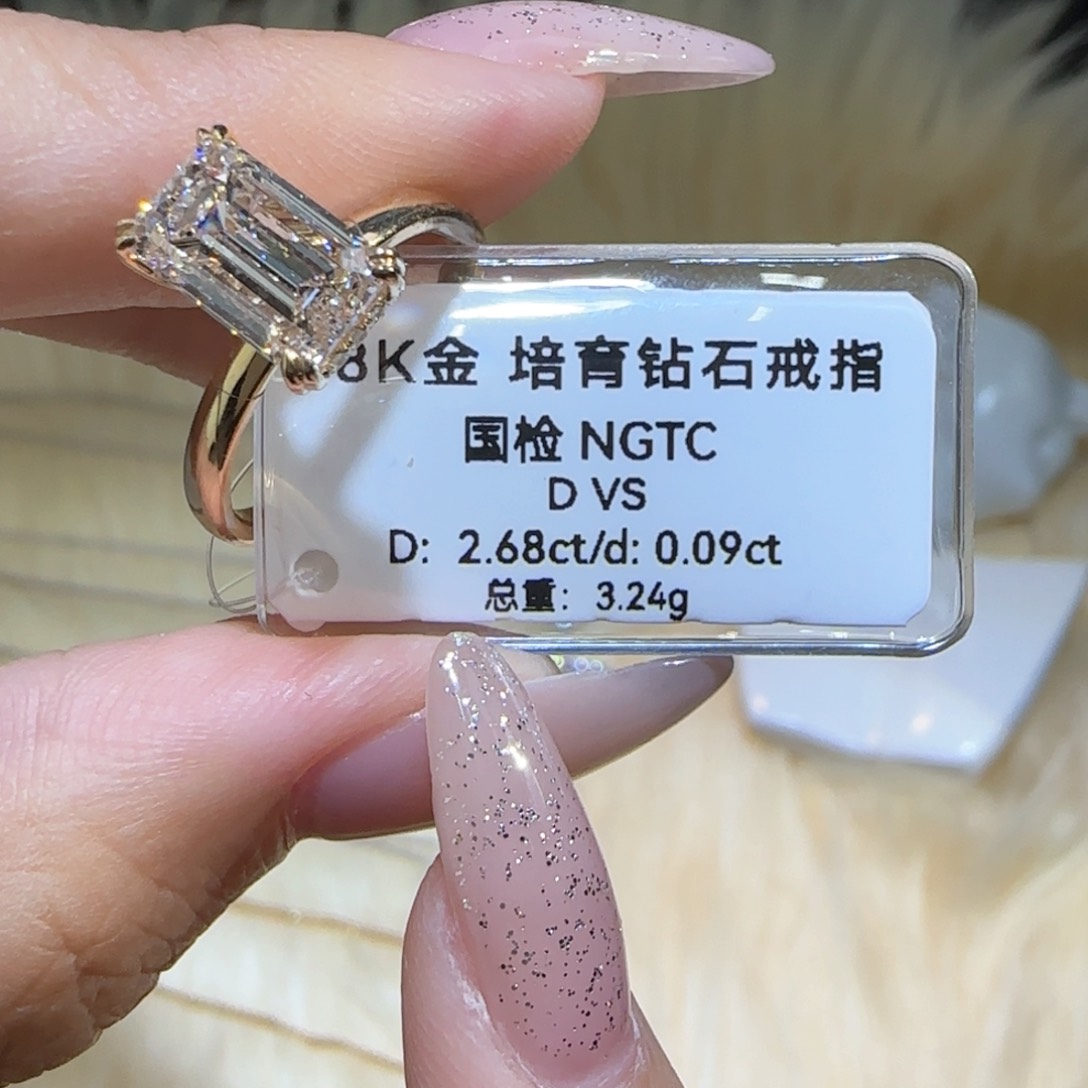 8K金 培育钻石戒指
国检 NGTC
D VS
D: 2.68ct/d: 0.09ct
总重: 3.24g